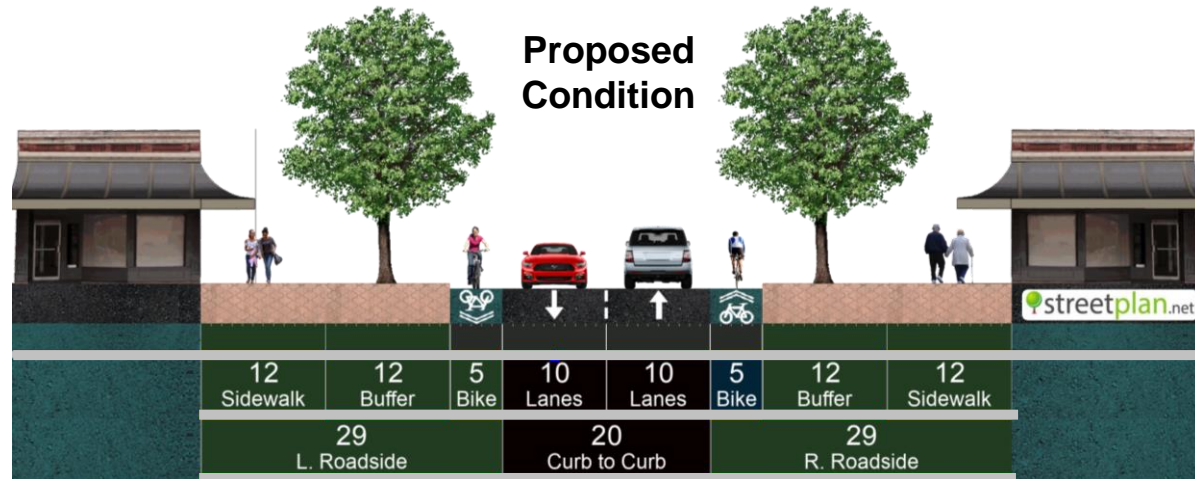 Proposed
Condition
streetplan.net
12 12 5 10 10 5 12 12
Sidewalk Buffer Bike Lanes Lanes Bike Buffer Sidewalk
29 20 29
L. Roadside Curb to Curb R. Roadside